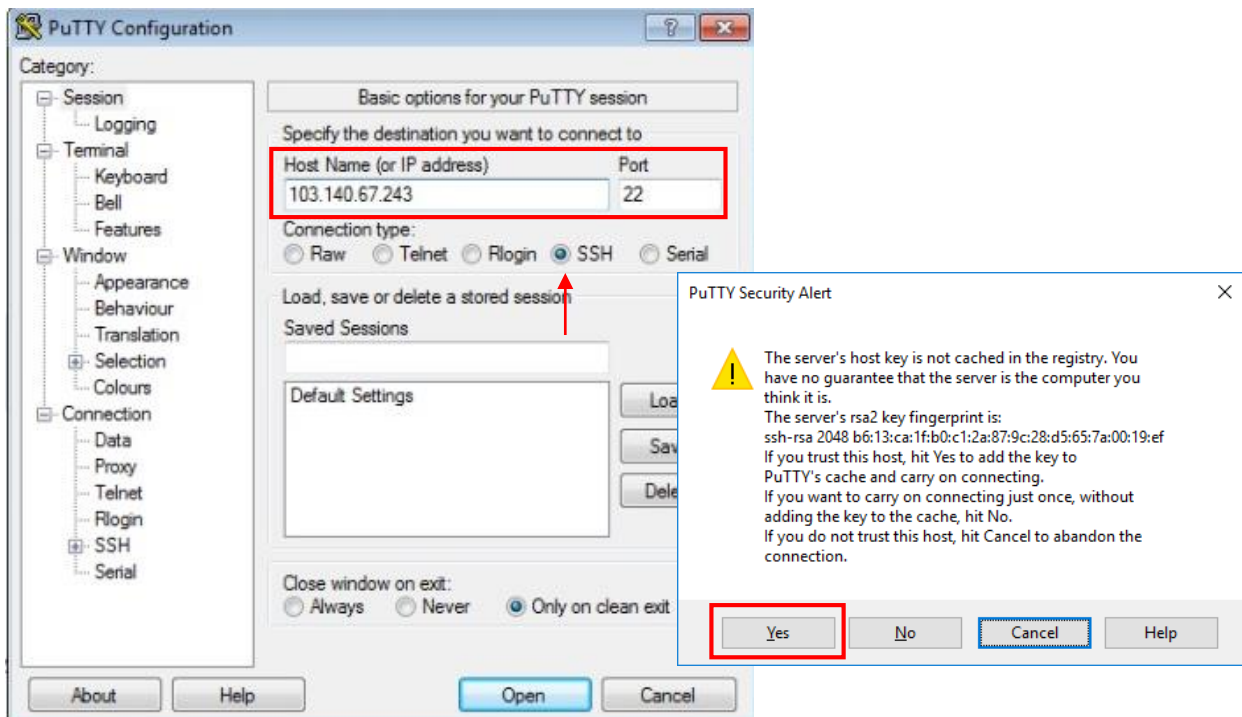 PuTTY Configuration
Category:
Session
Logging
Terminal
Keyboard
Bell
Features
Window
Appearance
Behaviour
Translation
Selection
Colours
Connection
Data
Proxy
Telnet
Rlogin
SSH
Serial
Basic options for your PuTTY session
Specify the destination you want to connect to
Host Name (or IP address) Port
103.140.67.243 22
Connection type:
Raw Telnet Rlogin SSH Serial
Load, save or delete a stored session
Saved Sessions
Default Settings
Loa
Sav
Dele
Close window on exit:
Always Never Only on clean exit
About Help Open Cancel
PuTTY Security Alert
The server's host key is not cached in the registry. You
have no guarantee that the server is the computer you
think it is.
The server's rsa2 key fingerprint is:
ssh-rsa 2048 b6:13:ca:1f:b0:c1:2a:87:9c:28:d5:65:7a:00:19:ef
If you trust this host, hit Yes to add the key to
PuTTY's cache and carry on connecting.
If you want to carry on connecting just once, without
adding the key to the cache, hit No.
If you do not trust this host, hit Cancel to abandon the
connection.
Yes No Cancel Help